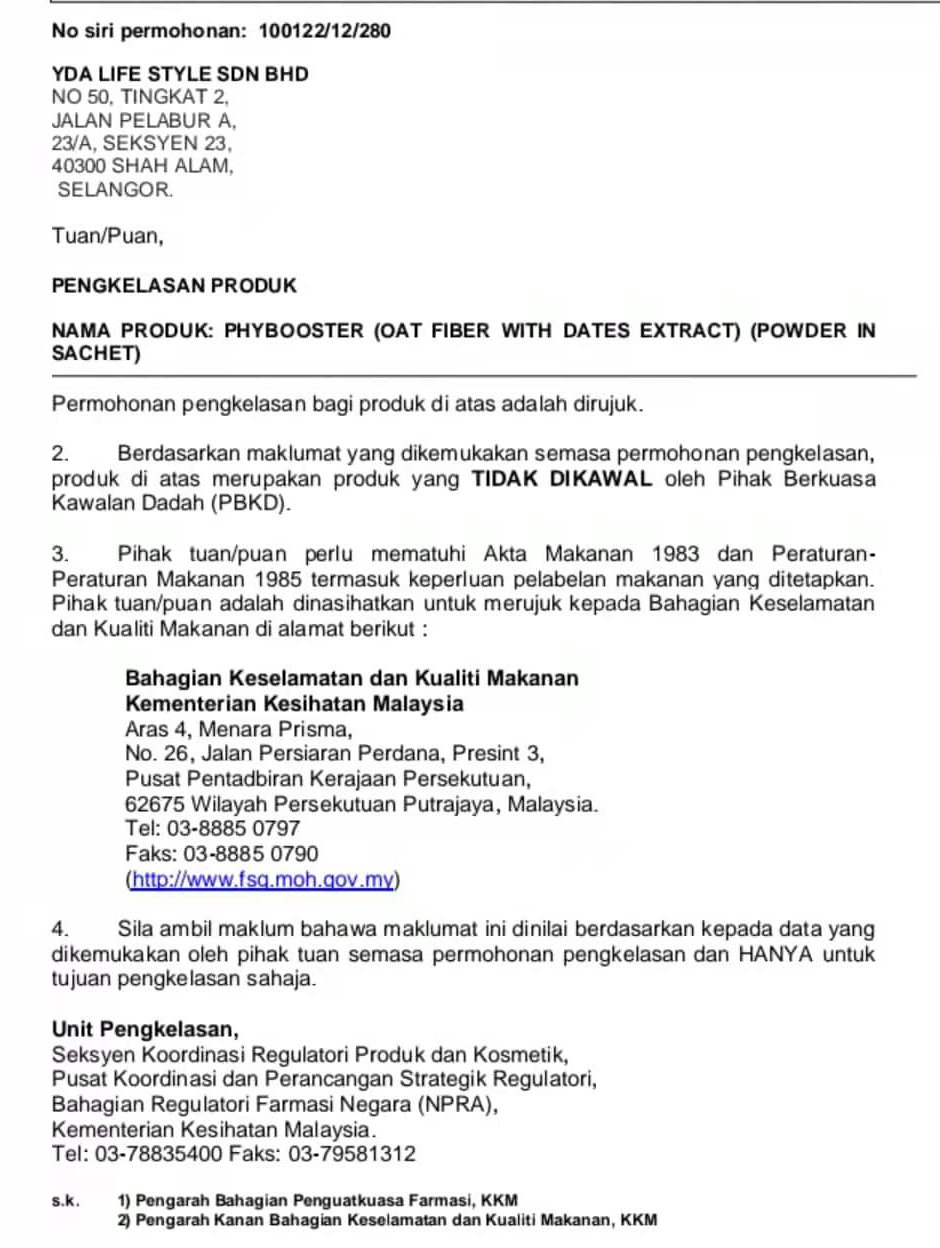 No siri permohonan: 100122/12/280
YDA LIFE STYLE SDN BHD
NO 50, TINGKAT 2,
JALAN PELABUR A,
23/A, SEKSYEN 23,
40300 SHAH ALAM,
SELANGOR.
Tuan/Puan,
PENGKELASAN PRODUK
NAMA PRODUK: PHYBOOSTER (OAT FIBER WITH DATES EXTRACT) (POWDER IN
SACHET)
Permohonan pengkelasan bagi produk di atas adalah dirujuk.
2. Berdasarkan maklumat yang dikemukakan semasa permohonan pengkelasan,
produk di atas merupakan produk yang TIDAK DIKAWAL oleh Pihak Berkuasa
Kawalan Dadah (PBKD).
3. Pihak tuan/puan perlu mematuhi Akta Makanan 1983 dan Peraturan-
Peraturan Makanan 1985 termasuk keperluan pelabelan makanan yang ditetapkan.
Pihak tuan/puan adalah dinasihatkan untuk merujuk kepada Bahagian Keselamatan
dan Kualiti Makanan di alamat berikut :
Bahagian Keselamatan dan Kualiti Makanan
Kementerian Kesihatan Malaysia
Aras 4, Menara Prisma,
No. 26, Jalan Persiaran Perdana, Presint 3,
Pusat Pentadbiran Kerajaan Persekutuan,
62675 Wilayah Persekutuan Putrajaya, Malaysia.
Tel: 03-8885 0797
Faks: 03-8885 0790
(http://www.fsq.moh.gov.my)
4. Sila ambil maklum bahawa maklumat ini dinilai berdasarkan kepada data yang
dikemukakan oleh pihak tuan semasa permohonan pengkelasan dan HANYA untuk
tujuan pengkelasan sahaja.
Unit Pengkelasan,
Seksyen Koordinasi Regulatori Produk dan Kosmetik,
Pusat Koordinasi dan Perancangan Strategik Regulatori,
Bahagian Regulatori Farmasi Negara (NPRA),
Kementerian Kesihatan Malaysia.
Tel: 03-78835400 Faks: 03-79581312
s.k. 1) Pengarah Bahagian Penguatkuasa Farmasi, KKM
2) Pengarah Kanan Bahagian Keselamatan dan Kualiti Makanan, KKM